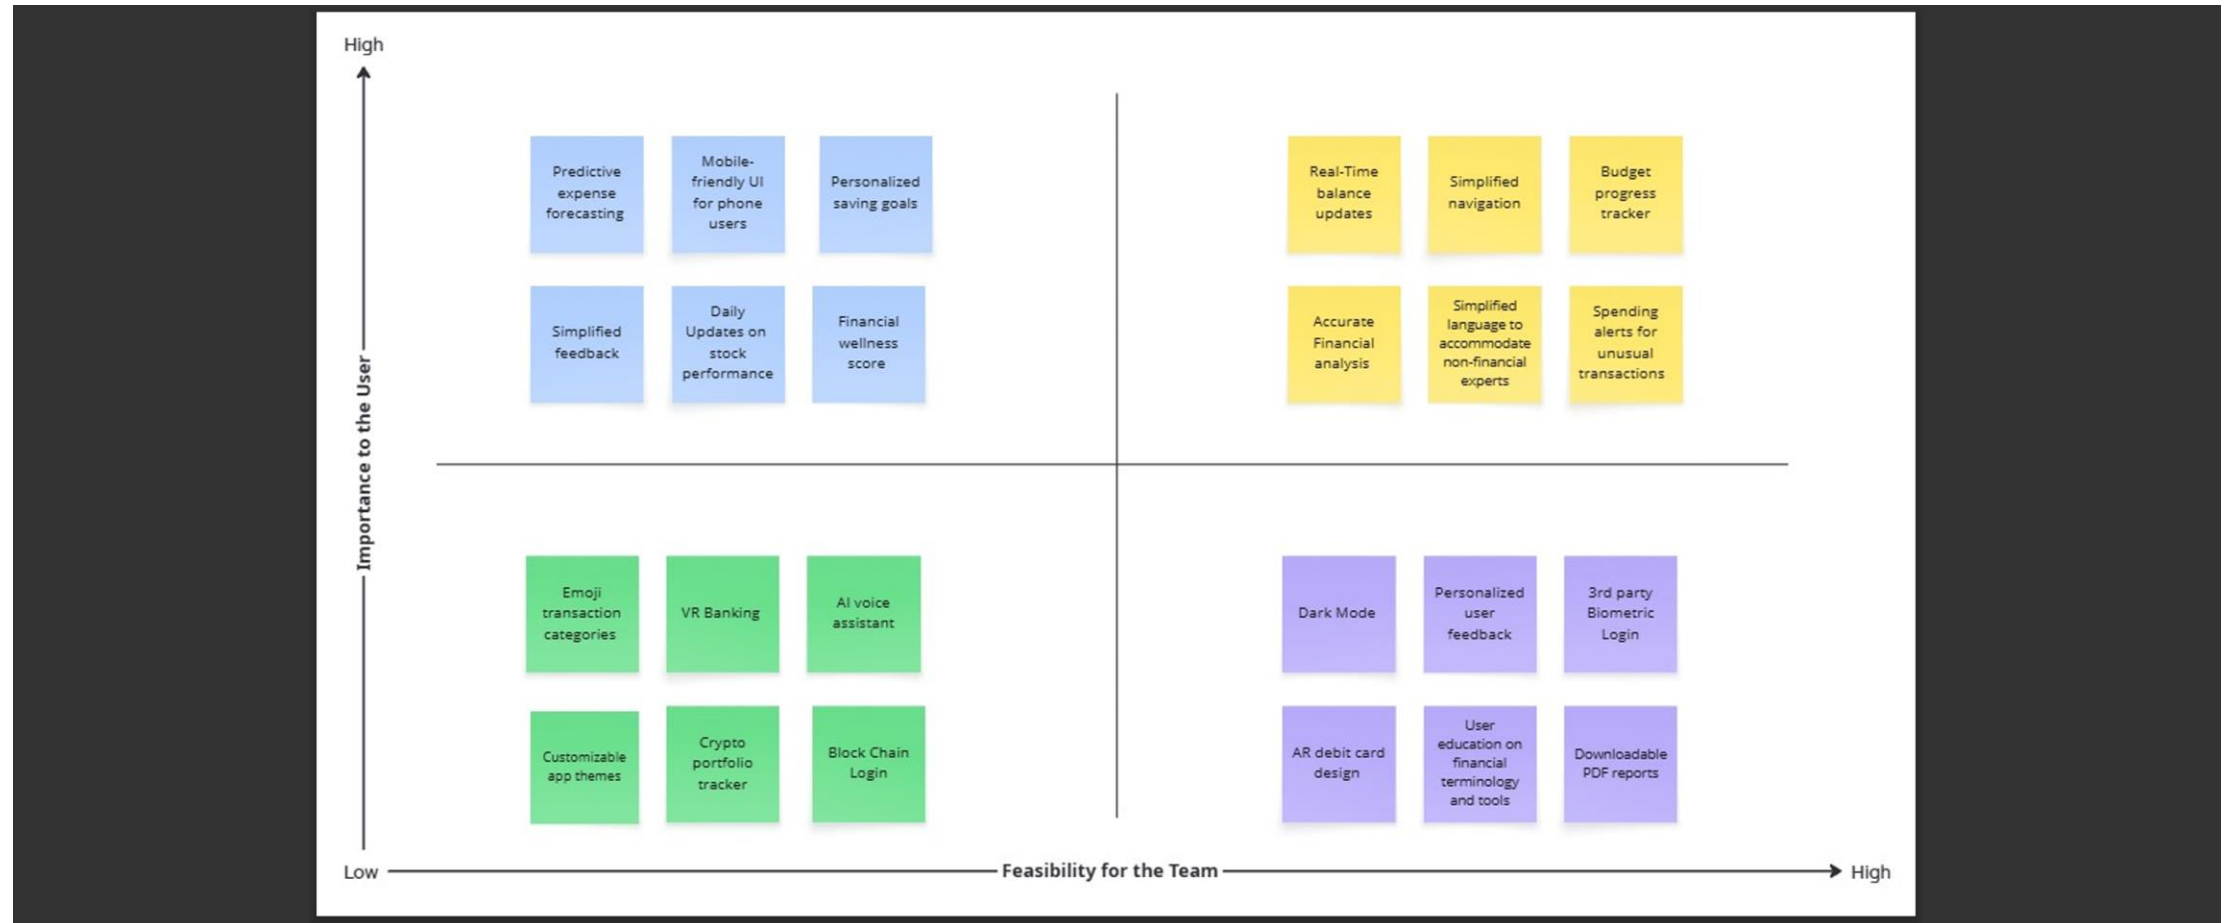 High
Predictive
expense
forecasting
Mobile-
friendly UI
for phone
users
Personalized
saving goals
Real-Time
balance
updates
Simplified
navigation
Budget
progress
tracker
Simplified
feedback
Daily
Updates on
stock
performance
Financial
wellness
score
Accurate
Financial
analysis
Simplified
language to
accommodate
non-financial
experts
Spending
alerts for
unusual
transactions
Importance to the User
Emoji
transaction
categories
VR Banking
AI voice
assistant
Dark Mode
Personalized
user
feedback
3rd party
Biometric
Login
Customizable
app themes
Crypto
portfolio
tracker
Block Chain
Login
AR debit card
design
User
education on
financial
terminology
and tools
Downloadable
PDF reports
Low
Feasibility for the Team
High